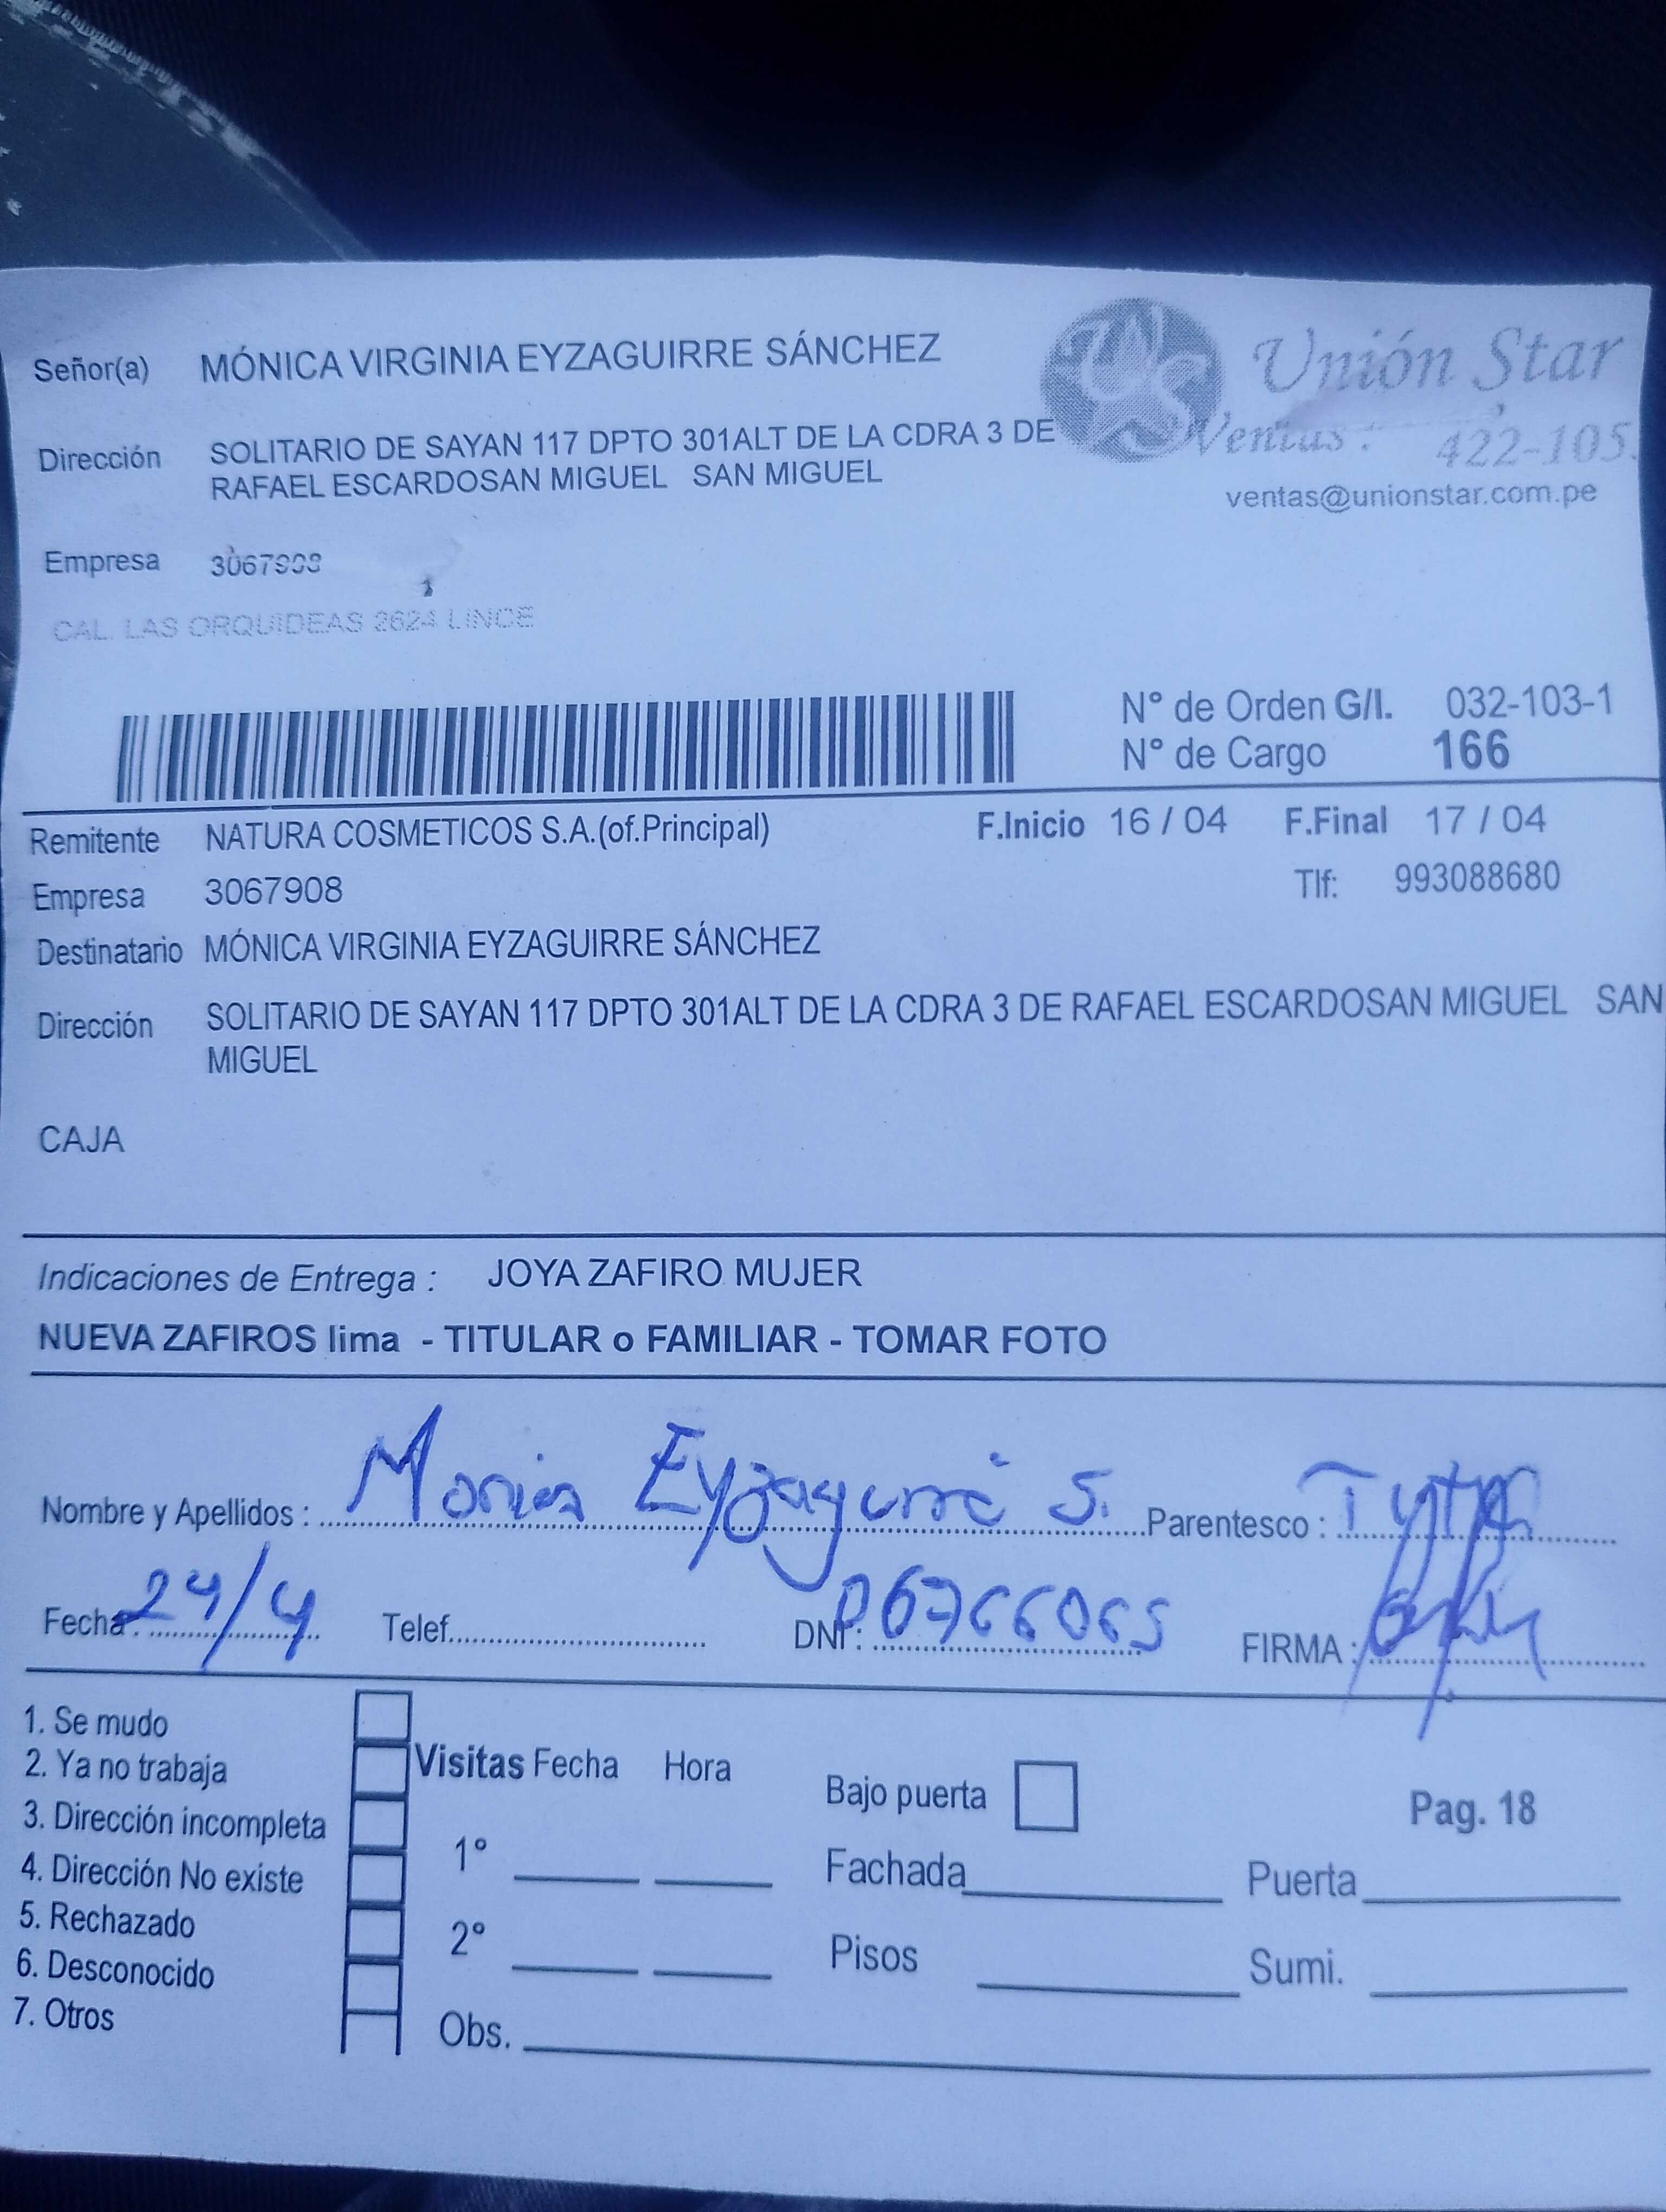 Señor(a) MÓNICA VIRGINIA EYZAGUIRRE SÁNCHEZ
Unión Star
Dirección SOLITARIO DE SAYAN 117 DPTO 301ALT DE LA CDRA 3 DE
RAFAEL ESCARDOSAN MIGUEL SAN MIGUEL
Ventas : 422-105
ventas@unionstar.com.pe
Empresa 3067908
CAL. LAS ORQUIDEAS 2624 LINCE
N° de Orden G/I. 032-103-1
N° de Cargo 166
Remitente NATURA COSMETICOS S.A.(of.Principal) F.Inicio 16 / 04 F.Final 17 / 04
Empresa 3067908 Tlf: 993088680
Destinatario MÓNICA VIRGINIA EYZAGUIRRE SÁNCHEZ
Dirección SOLITARIO DE SAYAN 117 DPTO 301ALT DE LA CDRA 3 DE RAFAEL ESCARDOSAN MIGUEL SAN
MIGUEL
CAJA
Indicaciones de Entrega : JOYA ZAFIRO MUJER
NUEVA ZAFIROS lima - TITULAR o FAMILIAR - TOMAR FOTO
Nombre y Apellidos : Monica Eyzaguirre S. Parentesco :
Fecha: 24/4 Telef. DNI: 06766065 FIRMA :
1. Se mudo
2. Ya no trabaja
3. Dirección incompleta
4. Dirección No existe
5. Rechazado
6. Desconocido
7. Otros
Visitas Fecha Hora
1°
2°
Obs.
Bajo puerta
Pag. 18
Fachada Puerta
Pisos Sumi.